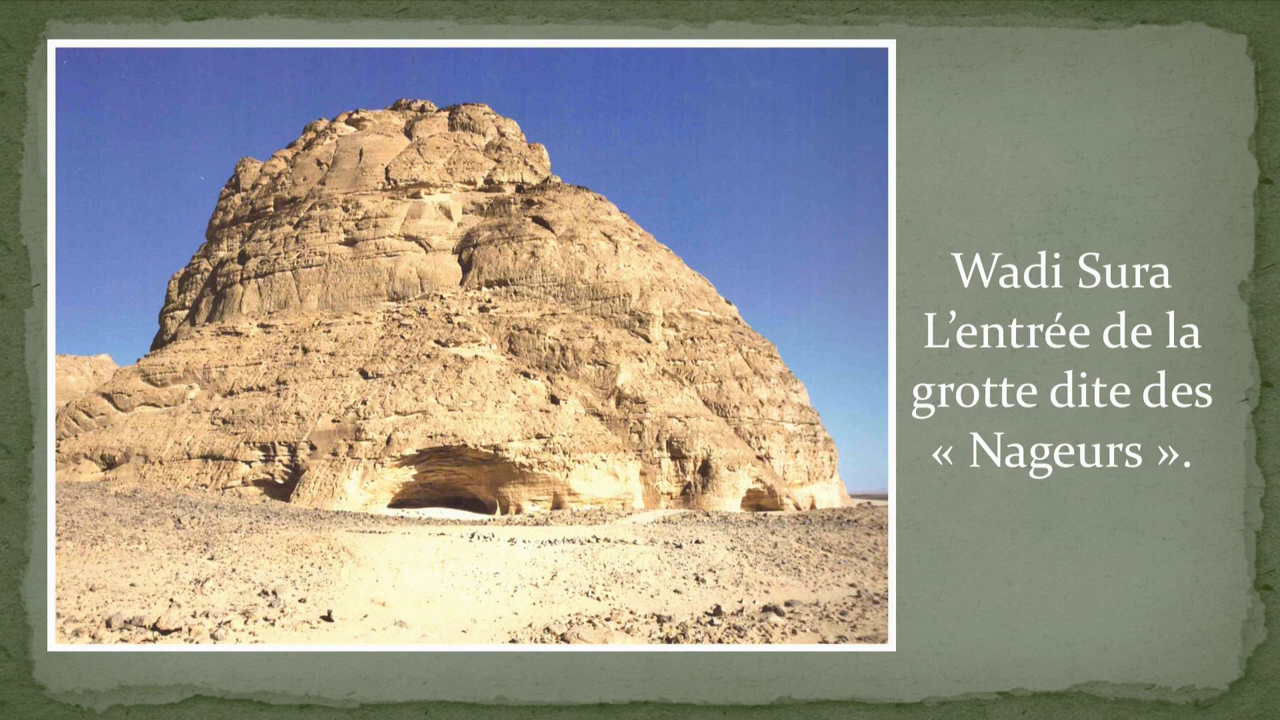 Wadi Sura
L’entrée de la
grotte dite des
« Nageurs ».